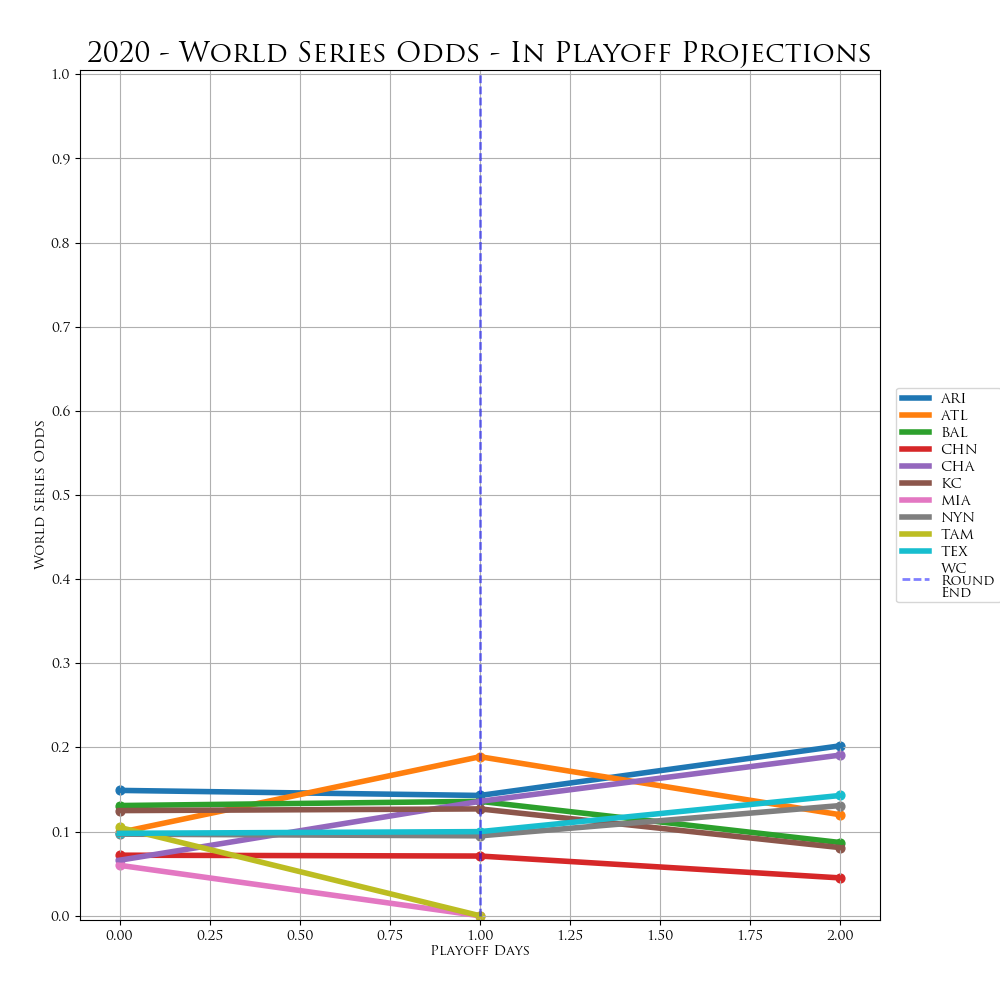 2020 - World Series Odds - In Playoff Projections
1.0
0.9
0.8
0.7
0.6
0.5
0.4
0.3
0.2
0.1
0.0
World Series Odds
0.00 0.25 0.50 0.75 1.00 1.25 1.50 1.75 2.00
Playoff Days
ARI
ATL
BAL
CHN
CHA
KC
MIA
NYN
TAM
TEX
WC
Round
End